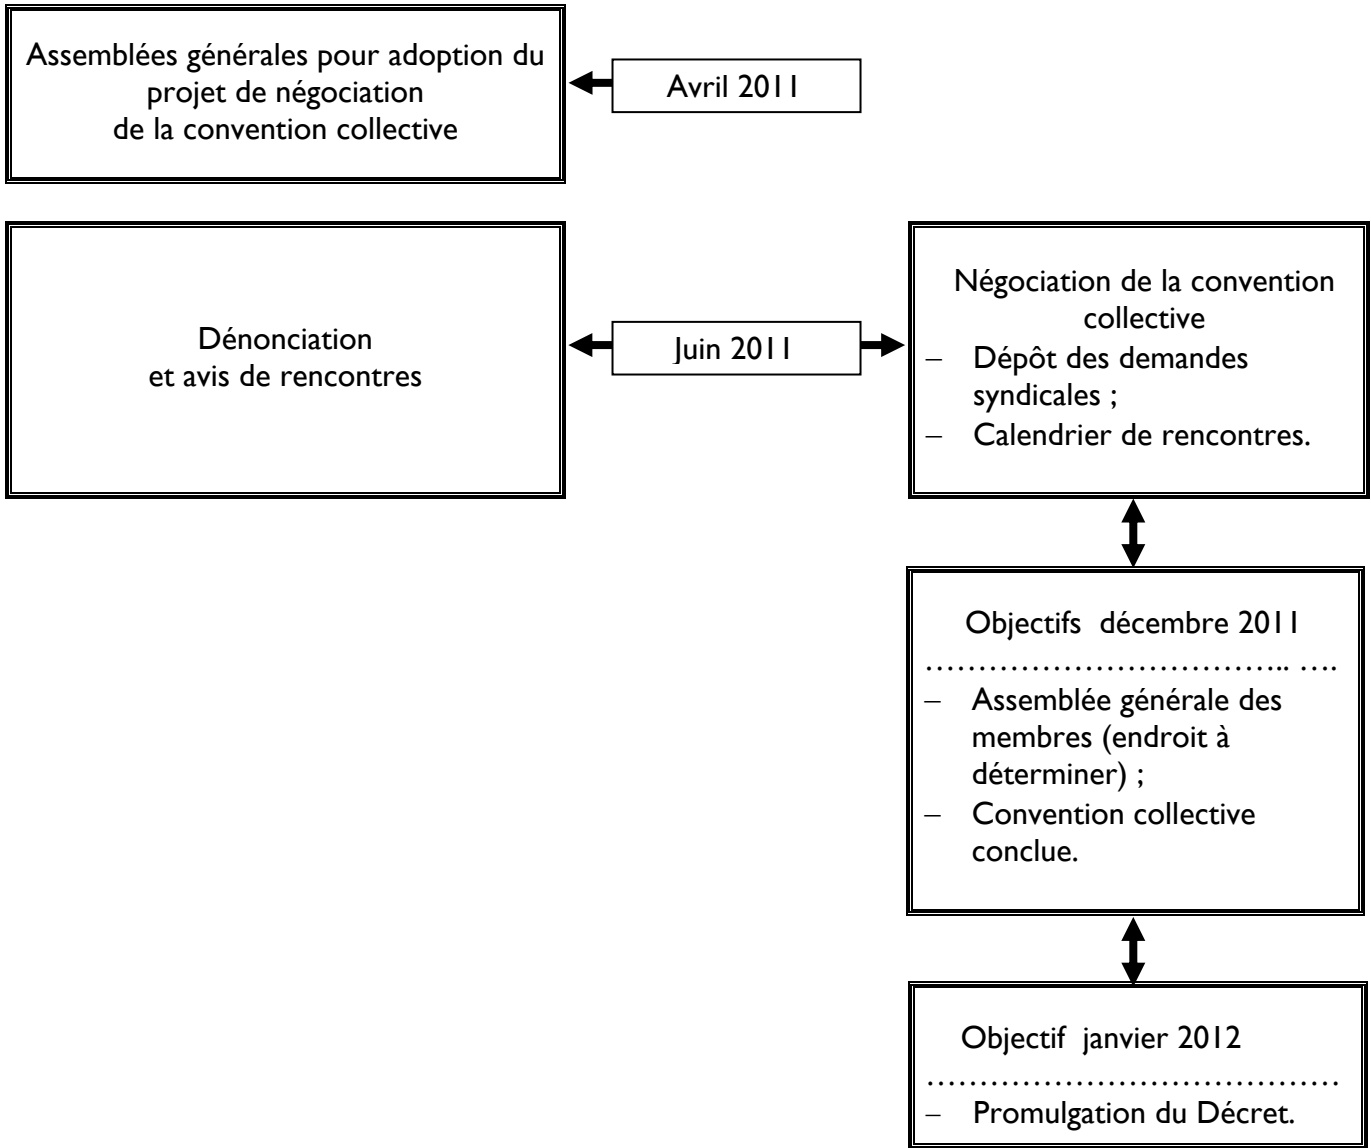 Assemblées générales pour adoption du
projet de négociation
de la convention collective
Avril 2011
Dénonciation
et avis de rencontres
Juin 2011
Négociation de la convention
collective
– Dépôt des demandes
syndicales ;
– Calendrier de rencontres.
Objectifs décembre 2011
…………………………….. ….
– Assemblée générale des
membres (endroit à
déterminer) ;
– Convention collective
conclue.
Objectif janvier 2012
…………………………………
– Promulgation du Décret.